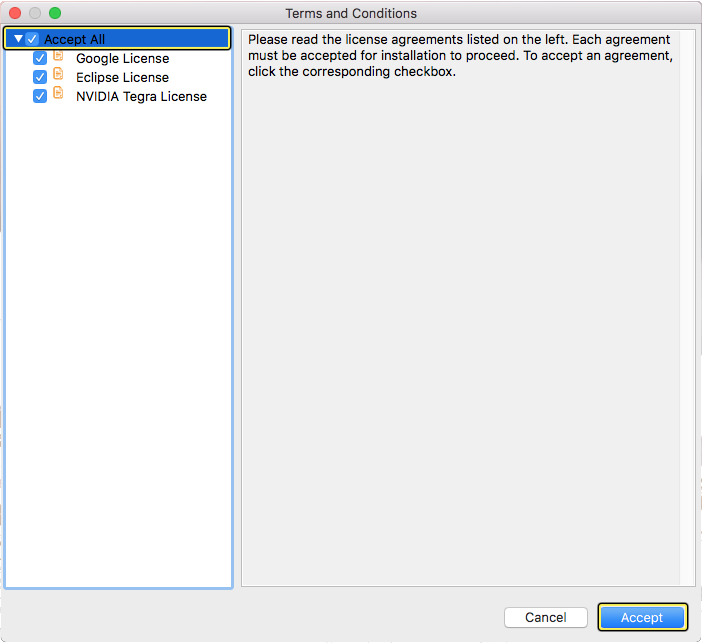 Terms and Conditions
Accept All
Google License
Eclipse License
NVIDIA Tegra License
Please read the license agreements listed on the left. Each agreement
must be accepted for installation to proceed. To accept an agreement,
click the corresponding checkbox.
Cancel
Accept